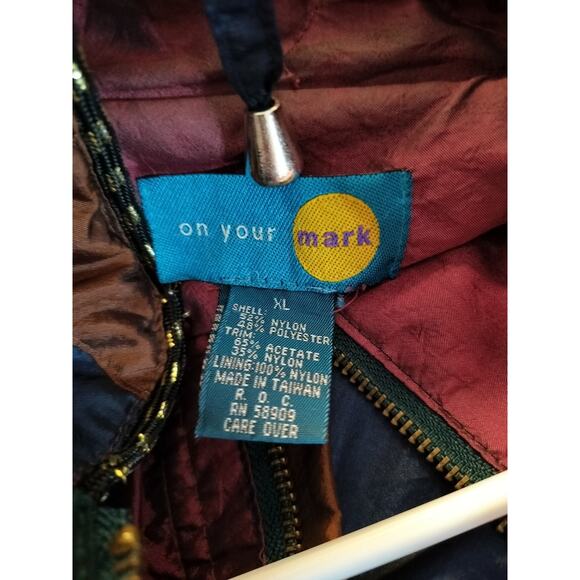 on your mark
XL
SHELL:
52% NYLON
48% POLYESTER
TRIM:
65% ACETATE
35% NYLON
LINING:100% NYLON
MADE IN TAIWAN
R. O. C.
RN 58909
CARE OVER